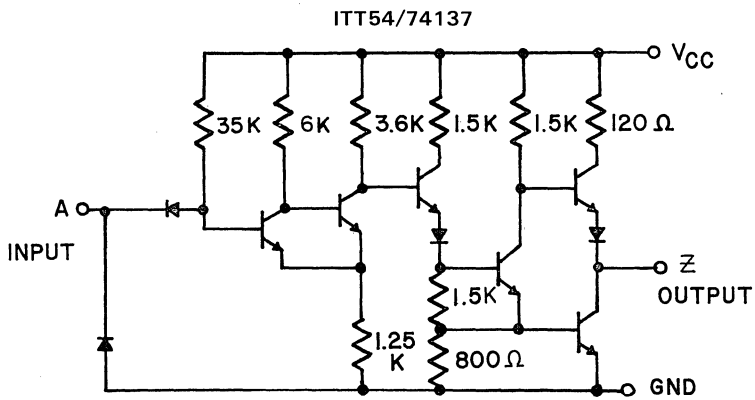 ITT54/74137
VCC
35K
6K
3.6K
1.5K
1.5K
120 Ω
A
INPUT
Z
OUTPUT
1.5K
1.25
K
800 Ω
GND